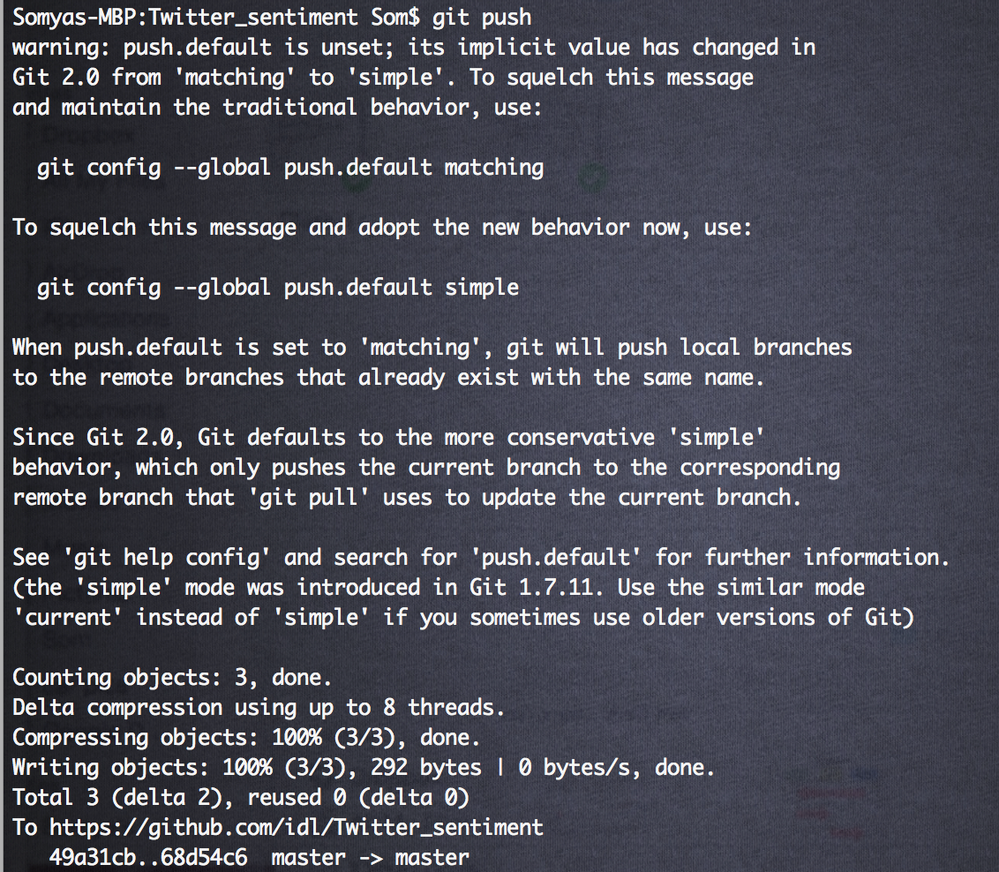 Somyas-MBP:Twitter_sentiment Som$ git push
warning: push.default is unset; its implicit value has changed in
Git 2.0 from 'matching' to 'simple'. To squelch this message
and maintain the traditional behavior, use:
git config --global push.default matching
To squelch this message and adopt the new behavior now, use:
git config --global push.default simple
When push.default is set to 'matching', git will push local branches
to the remote branches that already exist with the same name.
Since Git 2.0, Git defaults to the more conservative 'simple'
behavior, which only pushes the current branch to the corresponding
remote branch that 'git pull' uses to update the current branch.
See 'git help config' and search for 'push.default' for further information.
(the 'simple' mode was introduced in Git 1.7.11. Use the similar mode
'current' instead of 'simple' if you sometimes use older versions of Git)
Counting objects: 3, done.
Delta compression using up to 8 threads.
Compressing objects: 100% (3/3), done.
Writing objects: 100% (3/3), 292 bytes | 0 bytes/s, done.
Total 3 (delta 2), reused 0 (delta 0)
To https://github.com/idl/Twitter_sentiment
49a31cb..68d54c6  master -> master